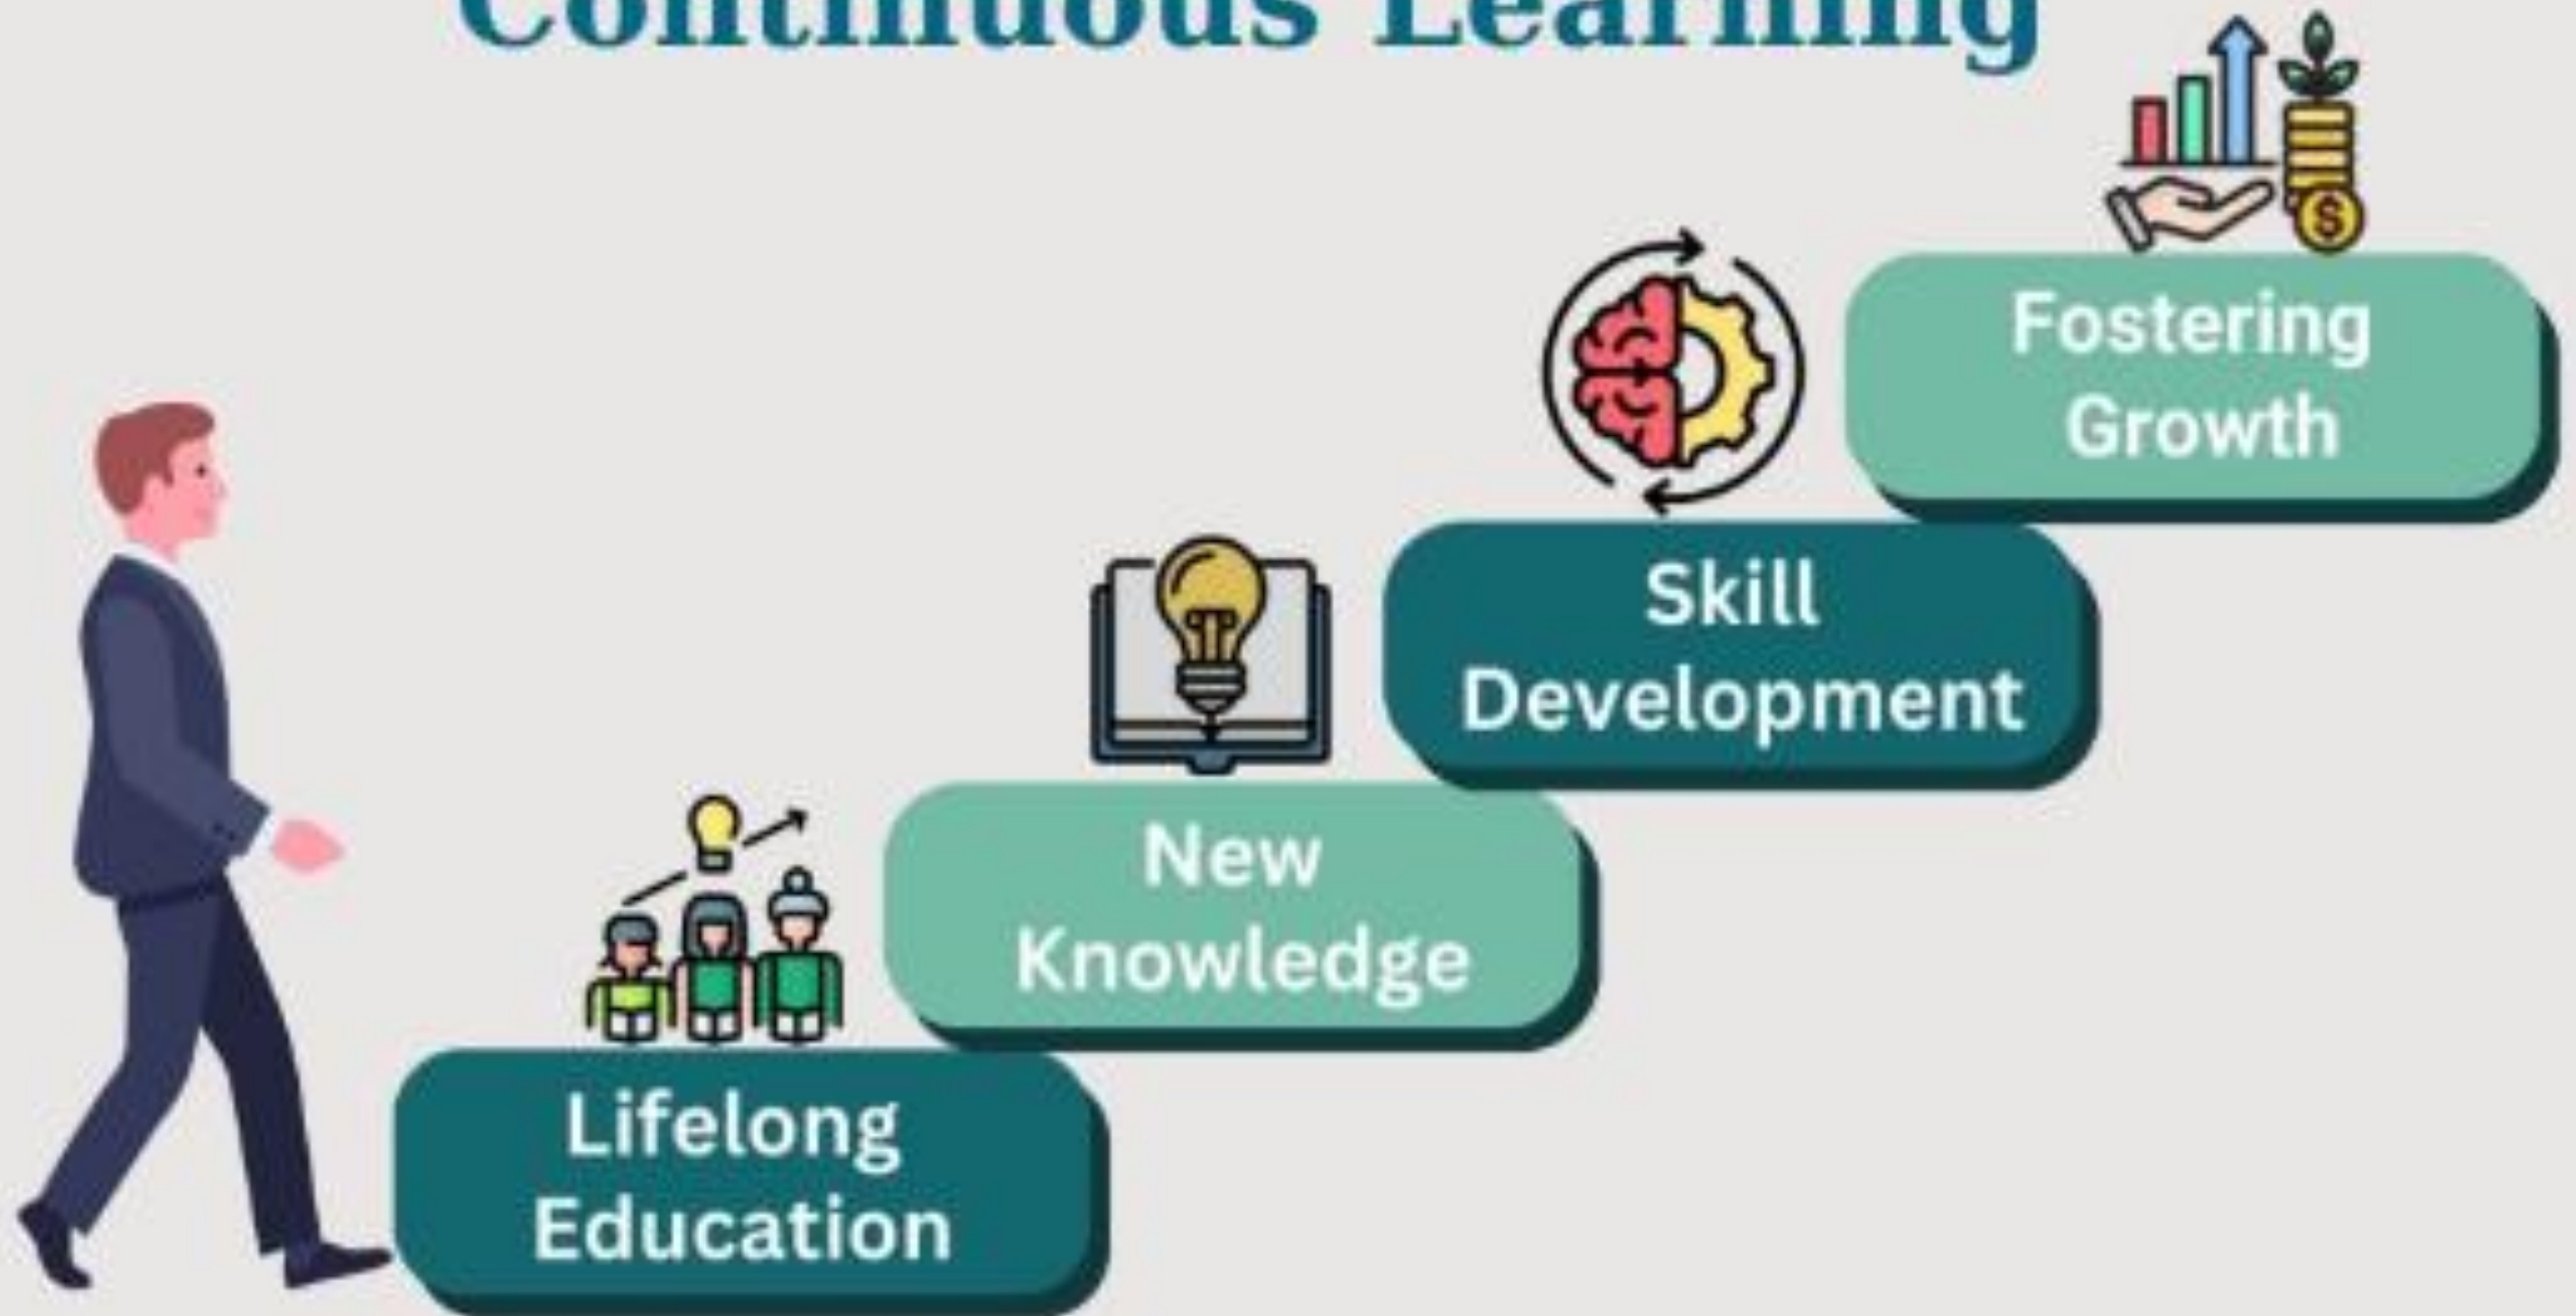 Continuous Learning
Fostering
Growth
Skill
Development
New
Knowledge
Lifelong
Education
$